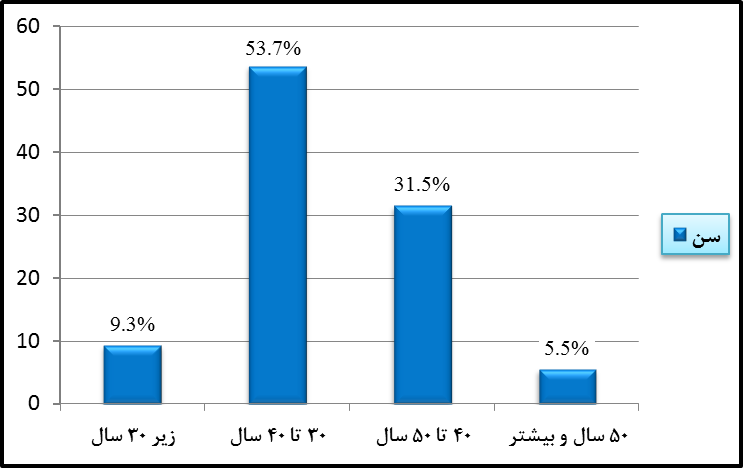 60
50
40
30
20
10
0
9.3%
53.7%
31.5%
5.5%
زیر ۳۰ سال
۳۰ تا ۴۰ سال
۴۰ تا ۵۰ سال
۵۰ سال و بیشتر
سن